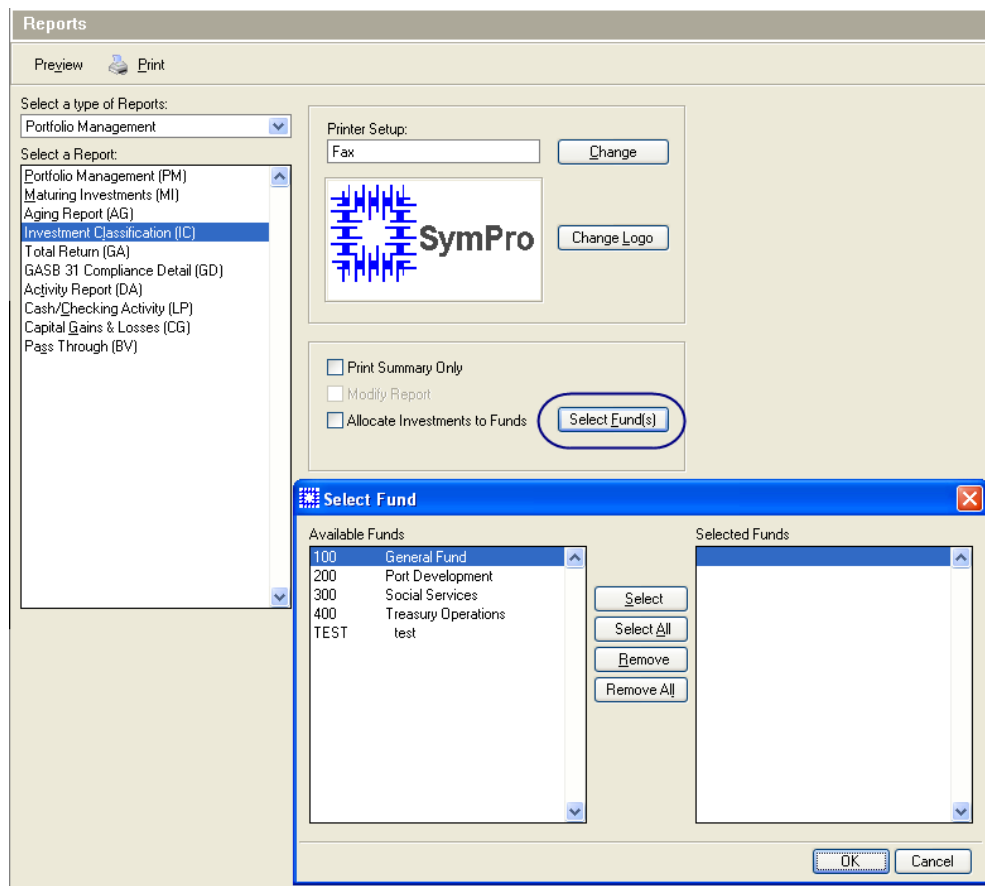 Reports
Preview Print
Select a type of Reports:
Portfolio Management
Select a Report:
Portfolio Management (PM)
Maturing Investments (MI)
Aging Report (AG)
Investment Classification (IC)
Total Return (GA)
GASB 31 Compliance Detail (GD)
Activity Report (DA)
Cash/Checking Activity (LP)
Capital Gains & Losses (CG)
Pass Through (BV)
Printer Setup:
Fax Change
SymPro Change Logo
Print Summary Only
Modify Report
Allocate Investments to Funds Select Fund(s)
Select Fund
Available Funds
100 General Fund
200 Port Development
300 Social Services
400 Treasury Operations
TEST test
Select
Select All
Remove
Remove All
Selected Funds
OK Cancel